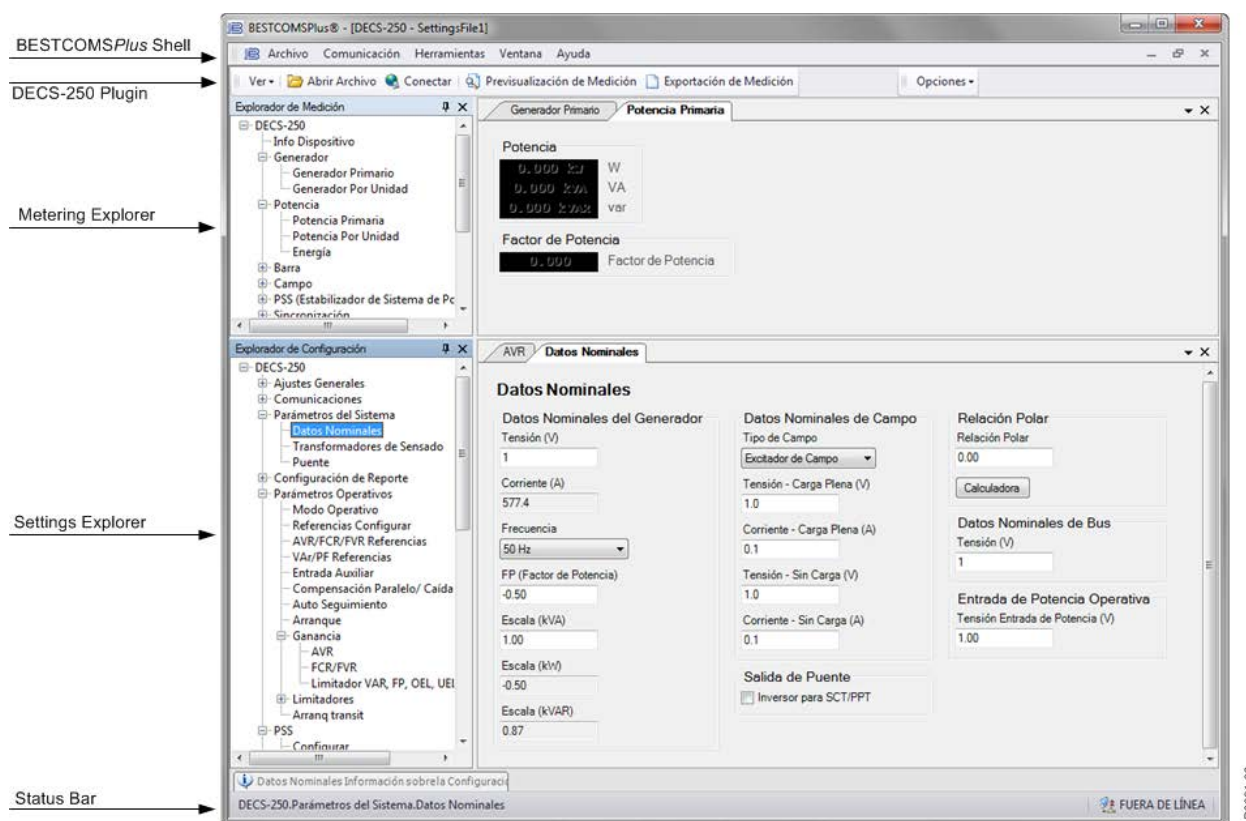 BESTCOMSPlus® - [DECS-250 - SettingsFile1]
BESTCOMSPlus Shell
Archivo Comunicación Herramientas Ventana Ayuda
DECS-250 Plugin
Ver Abrir Archivo Conectar Previsualización de Medición Exportación de Medición Opciones
Metering Explorer
Explorador de Medición
DECS-250
Info Dispositivo
Generador
Generador Primario
Generador Por Unidad
Potencia
Potencia Primaria
Potencia Por Unidad
Energía
Barra
Campo
PSS (Estabilizador de Sistema de Pc
Sincronización
Generador Primario Potencia Primaria
Potencia
0.000 kW W
0.000 kVA VA
0.000 kVAR var
Factor de Potencia
0.000 Factor de Potencia
Settings Explorer
Explorador de Configuración
DECS-250
Ajustes Generales
Comunicaciones
Parámetros del Sistema
Datos Nominales
Transformadores de Sensado
Puente
Configuración de Reporte
Parámetros Operativos
Modo Operativo
Referencias Configurar
AVR/FCR/FVR Referencias
VAr/PF Referencias
Entrada Auxiliar
Compensación Paralelo/ Caída
Auto Seguimiento
Arranque
Ganancia
AVR
FCR/FVR
Limitador VAR, FP, OEL, UEL
Limitadores
Arranq transit
PSS
Configurar
AVR Datos Nominales
Datos Nominales
Datos Nominales del Generador
Tensión (V)
1
Corriente (A)
577.4
Frecuencia
50 Hz
FP (Factor de Potencia)
-0.50
Escala (kVA)
1.00
Escala (kW)
-0.50
Escala (kVAR)
0.87
Datos Nominales de Campo
Tipo de Campo
Excitador de Campo
Tensión - Carga Plena (V)
1.0
Corriente - Carga Plena (A)
0.1
Tensión - Sin Carga (V)
1.0
Corriente - Sin Carga (A)
0.1
Salida de Puente
Inversor para SCT/PPT
Relación Polar
Relación Polar
0.00
Calculadora
Datos Nominales de Bus
Tensión (V)
1
Entrada de Potencia Operativa
Tensión Entrada de Potencia (V)
1.00
Datos Nominales Información sobrela Configuració
Status Bar
DECS-250.Parámetros del Sistema.Datos Nominales
FUERA DE LÍNEA